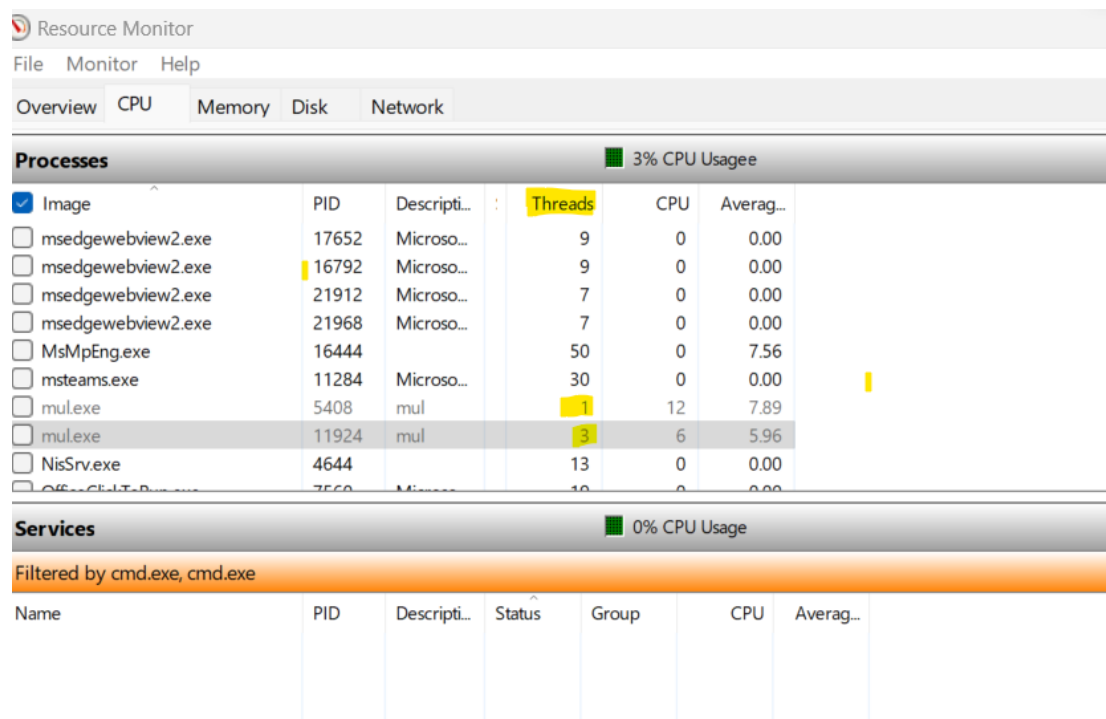 Resource Monitor
File Monitor Help
Overview CPU Memory Disk Network
Processes 3% CPU Usagee
Image PID Descripti... Threads CPU Averag...
msedgewebview2.exe 17652 Microso... 9 0 0.00
msedgewebview2.exe 16792 Microso... 9 0 0.00
msedgewebview2.exe 21912 Microso... 7 0 0.00
msedgewebview2.exe 21968 Microso... 7 0 0.00
MsMpEng.exe 16444 50 0 7.56
msteams.exe 11284 Microso... 30 0 0.00
mul.exe 5408 mul 1 12 7.89
mul.exe 11924 mul 3 6 5.96
NisSrv.exe 4644 13 0 0.00
Services 0% CPU Usage
Filtered by cmd.exe, cmd.exe
Name PID Descripti... Status Group CPU Averag...